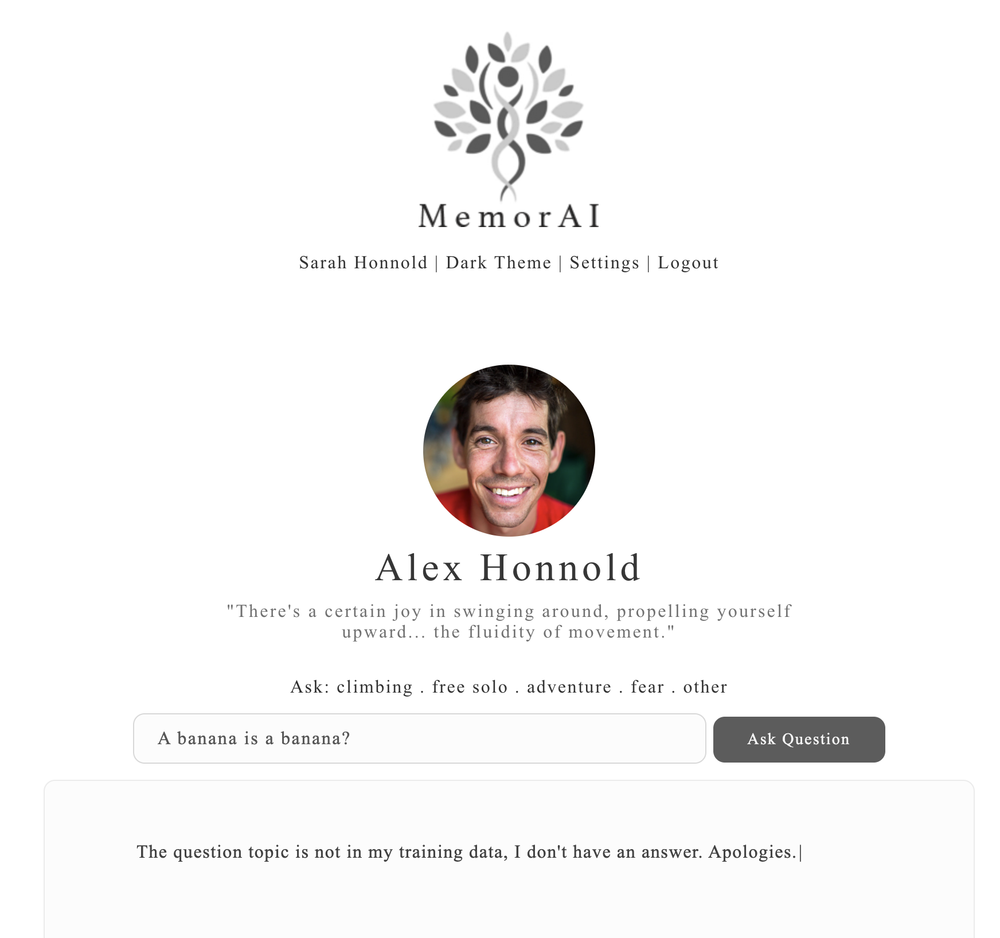 MemorAI
Sarah Honnold | Dark Theme | Settings | Logout
Alex Honnold
"There's a certain joy in swinging around, propelling yourself
upward... the fluidity of movement."
Ask: climbing . free solo . adventure . fear . other
A banana is a banana?
Ask Question
The question topic is not in my training data, I don't have an answer. Apologies.|